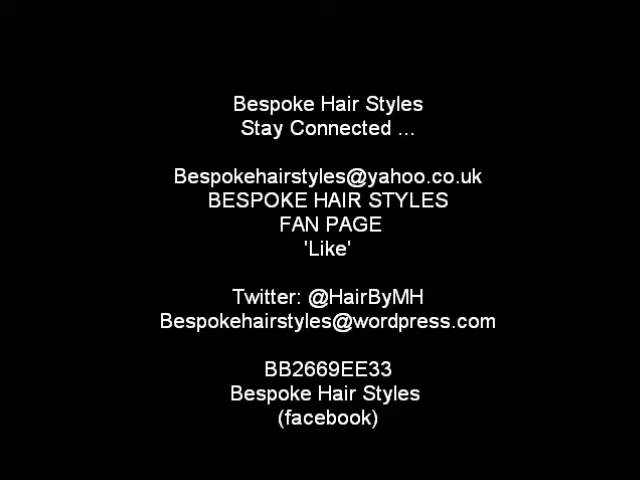 Bespoke Hair Styles
Stay Connected ...
Bespokehairstyles@yahoo.co.uk
BESPOKE HAIR STYLES
FAN PAGE
'Like'
Twitter: @HairByMH
Bespokehairstyles@wordpress.com
BB2669EE33
Bespoke Hair Styles
(facebook)